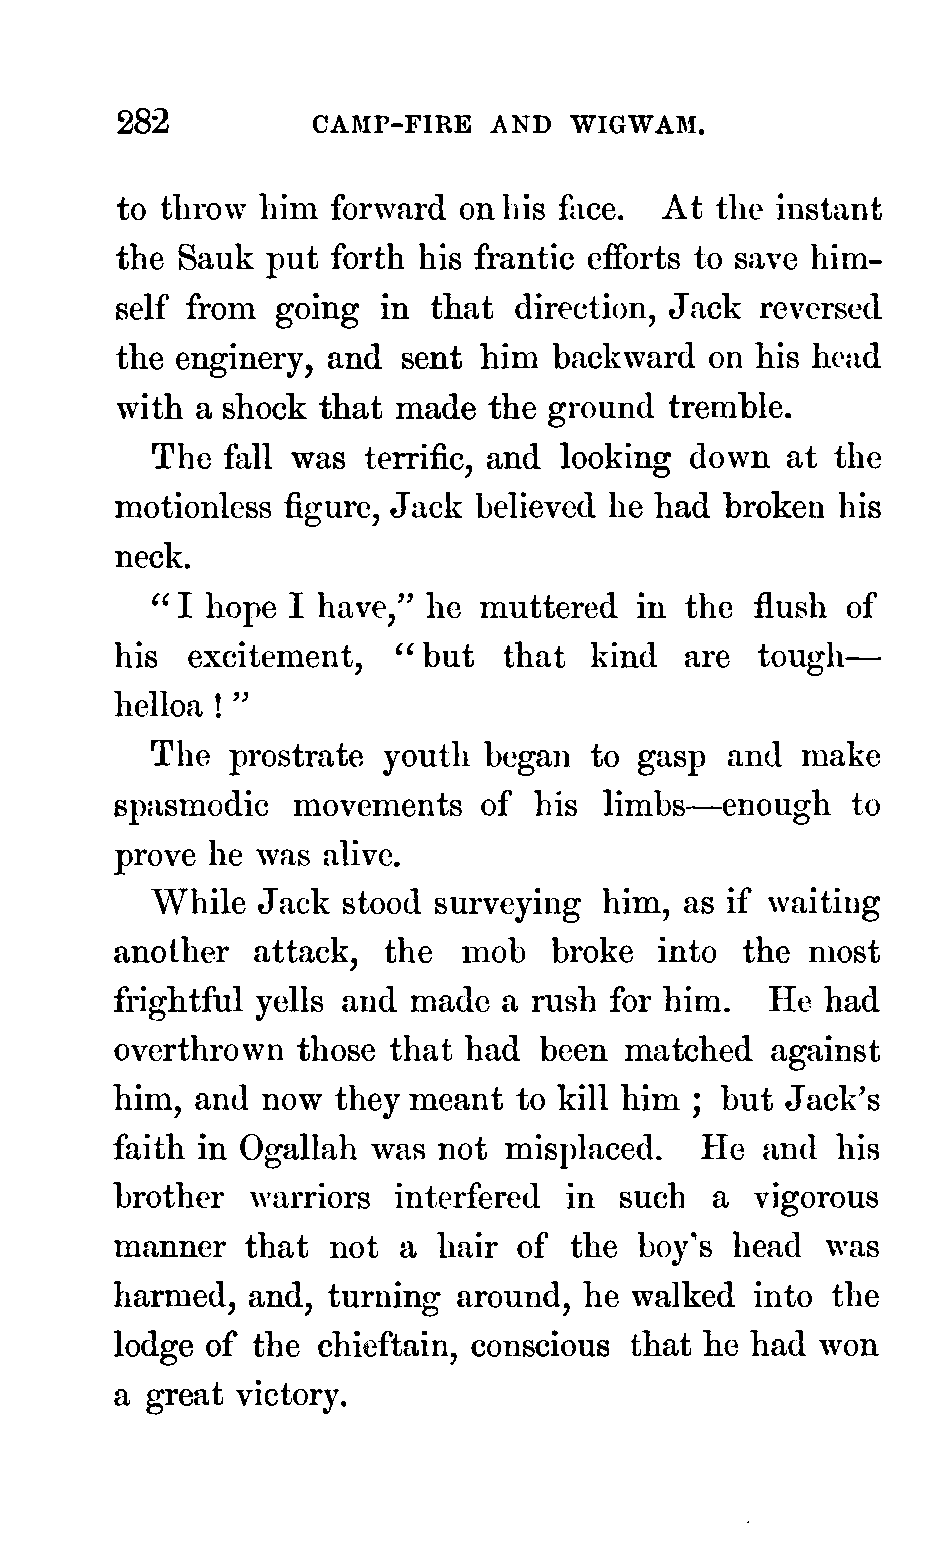 282 CAMP-FIRE AND WIGWAM.
to throw him forward on his face. At the instant
the Sauk put forth his frantic efforts to save him-
self from going in that direction, Jack reversed
the enginery, and sent him backward on his head
with a shock that made the ground tremble.
The fall was terrific, and looking down at the
motionless figure, Jack believed he had broken his
neck.
“I hope I have,” he muttered in the flush of
his excitement, “but that kind are tough—
helloa!”
The prostrate youth began to gasp and make
spasmodic movements of his limbs—enough to
prove he was alive.
While Jack stood surveying him, as if waiting
another attack, the mob broke into the most
frightful yells and made a rush for him. He had
overthrown those that had been matched against
him, and now they meant to kill him; but Jack’s
faith in Ogallah was not misplaced. He and his
brother warriors interfered in such a vigorous
manner that not a hair of the boy's head was
harmed, and, turning around, he walked into the
lodge of the chieftain, conscious that he had won
a great victory.